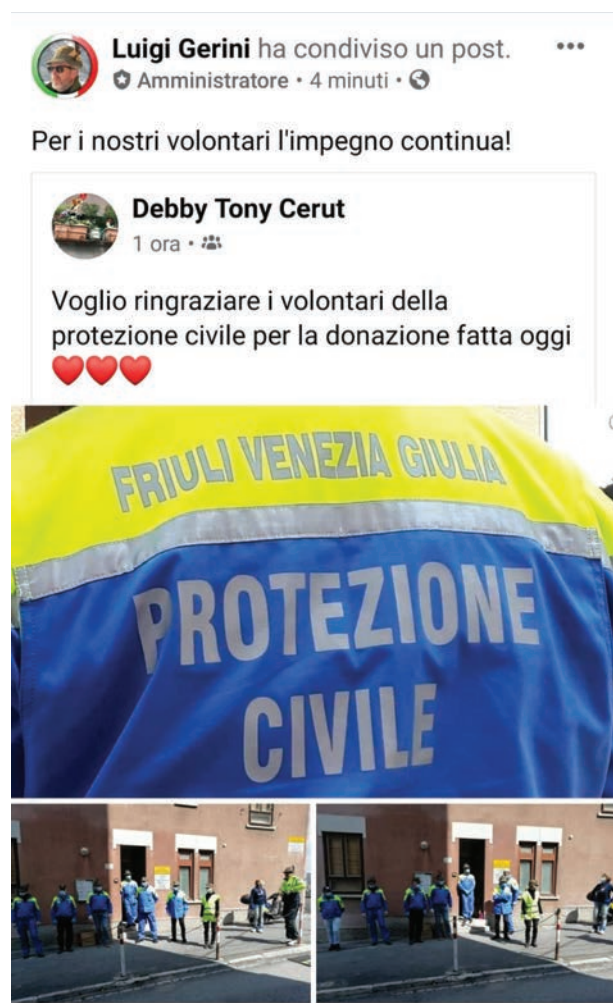 Luigi Gerini ha condiviso un post.
Amministratore • 4 minuti •
Per i nostri volontari l'impegno continua!
Debby Tony Cerut
1 ora •
Voglio ringraziare i volontari della
protezione civile per la donazione fatta oggi
FRIULI VENEZIA GIULIA
PROTEZIONE
CIVILE